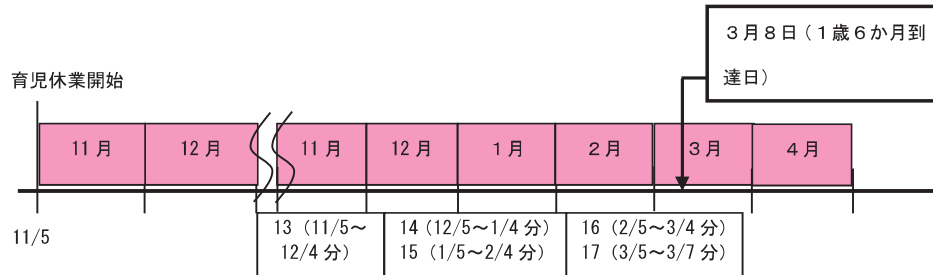 ３月８日（１歳６か月到
達日）
育児休業開始
11 月
12 月
11 月
12 月
１月
２月
３月
４月
11/5
13（11/5～
12/4 分）
14（12/5～1/4 分）
15（1/5～2/4 分）
16（2/5～3/4 分）
17（3/5～3/7 分）